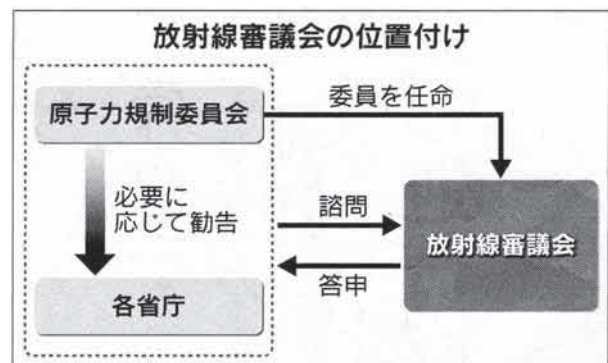 放射線審議会の位置付け
原子力規制委員会
委員を任命
必要に
応じて勧告
諮問
放射線審議会
答申
各省庁